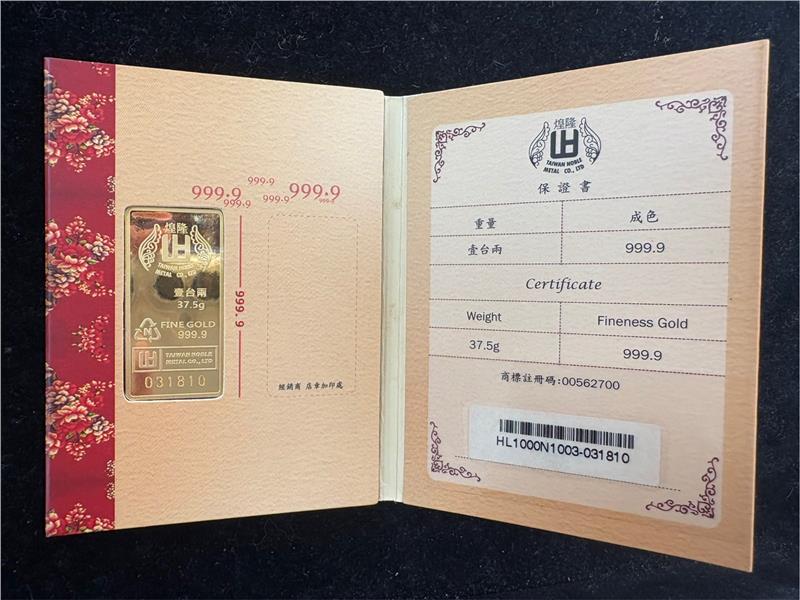 999.9
999.9
999.9
999.9
999.9
999.9
煌隆
TAIWAN NOBLE
METAL CO., LTD
壹台兩
37.5g
N
FINE GOLD
999.9
TAIWAN NOBLE
METAL CO., LTD
031810
999.9
經銷商 店章加印處
煌隆
TAIWAN NOBLE
METAL CO., LTD
保證書
重量 成色
壹台兩 999.9
Certificate
Weight Fineness Gold
37.5g 999.9
商標註冊碼:00562700
HL1000N1003-031810